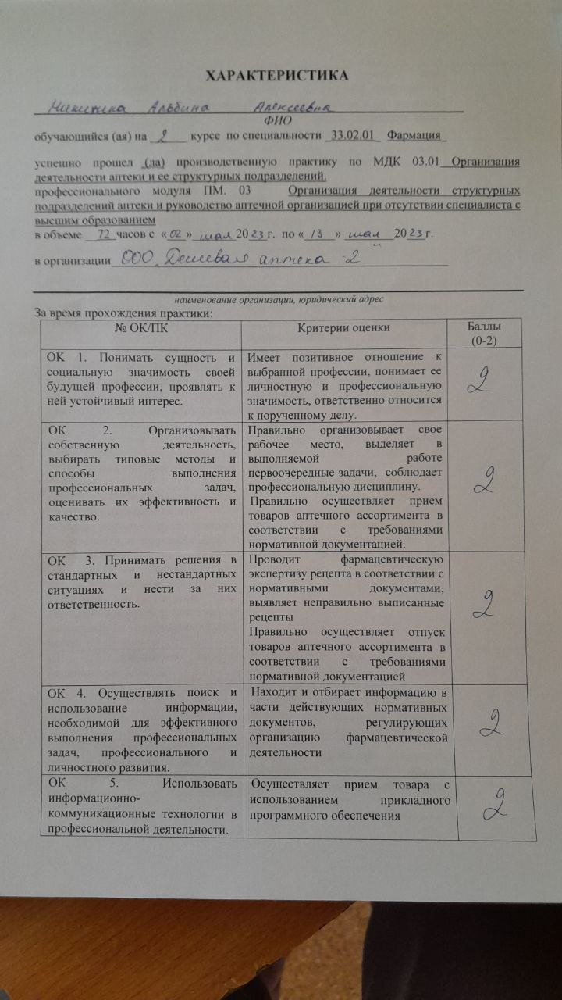 ХАРАКТЕРИСТИКА
Альбина Алексеевна
ФИО
обучающийся (ая) на 2 курсе по специальности 33.02.01 Фармация
успешно прошел (ла) производственную практику по МДК 03.01 Организация
деятельности аптеки и ее структурных подразделений.
профессионального модуля ПМ. 03 Организация деятельности структурных
подразделений аптеки и руководство аптечной организацией при отсутствии специалиста с
высшим образованием
в объеме 72 часов с «02» мая 2023 г. по «13» мая 2023 г.
в организации ООО Дешевая аптека 2
наименование организации, юридический адрес
За время прохождения практики:
№ ОК/ПК Критерии оценки Баллы
(0-2)
ОК 1. Понимать сущность и
социальную значимость своей
будущей профессии, проявлять к
ней устойчивый интерес.
Имеет позитивное отношение к
выбранной профессии, понимает ее
личностную и профессиональную
значимость, ответственно относится
к порученному делу.
2
ОК 2. Организовывать
собственную деятельность,
выбирать типовые методы и
способы выполнения
профессиональных задач,
оценивать их эффективность и
качество.
Правильно организовывает свое
рабочее место, выделяет в
выполняемой работе
первоочередные задачи, соблюдает
профессиональную дисциплину.
Правильно осуществляет прием
товаров аптечного ассортимента в
соответствии с требованиями
нормативной документацией.
2
ОК 3. Принимать решения в
стандартных и нестандартных
ситуациях и нести за них
ответственность.
Проводит фармацевтическую
экспертизу рецепта в соответствии с
нормативными документами,
выявляет неправильно выписанные
рецепты
Правильно осуществляет отпуск
товаров аптечного ассортимента в
соответствии с требованиями
нормативной документацией
2
ОК 4. Осуществлять поиск и
использование информации,
необходимой для эффективного
выполнения профессиональных
задач, профессионального и
личностного развития.
Находит и отбирает информацию в
части действующих нормативных
документов, регулирующих
организацию фармацевтической
деятельности
2
ОК 5. Использовать
информационно-
коммуникационные технологии в
профессиональной деятельности.
Осуществляет прием товара с
использованием прикладного
программного обеспечения
2